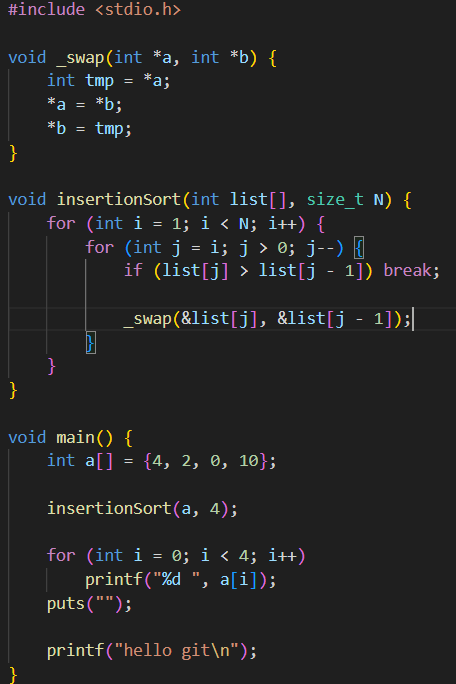 #include <stdio.h>
void _swap(int *a, int *b) {
int tmp = *a;
*a = *b;
*b = tmp;
}
void insertionSort(int list[], size_t N) {
for (int i = 1; i < N; i++) {
for (int j = i; j > 0; j--) {
if (list[j] > list[j - 1]) break;
_swap(&list[j], &list[j - 1]);
}
}
}
void main() {
int a[] = {4, 2, 0, 10};
insertionSort(a, 4);
for (int i = 0; i < 4; i++)
printf("%d ", a[i]);
puts("");
printf("hello git\n");
}